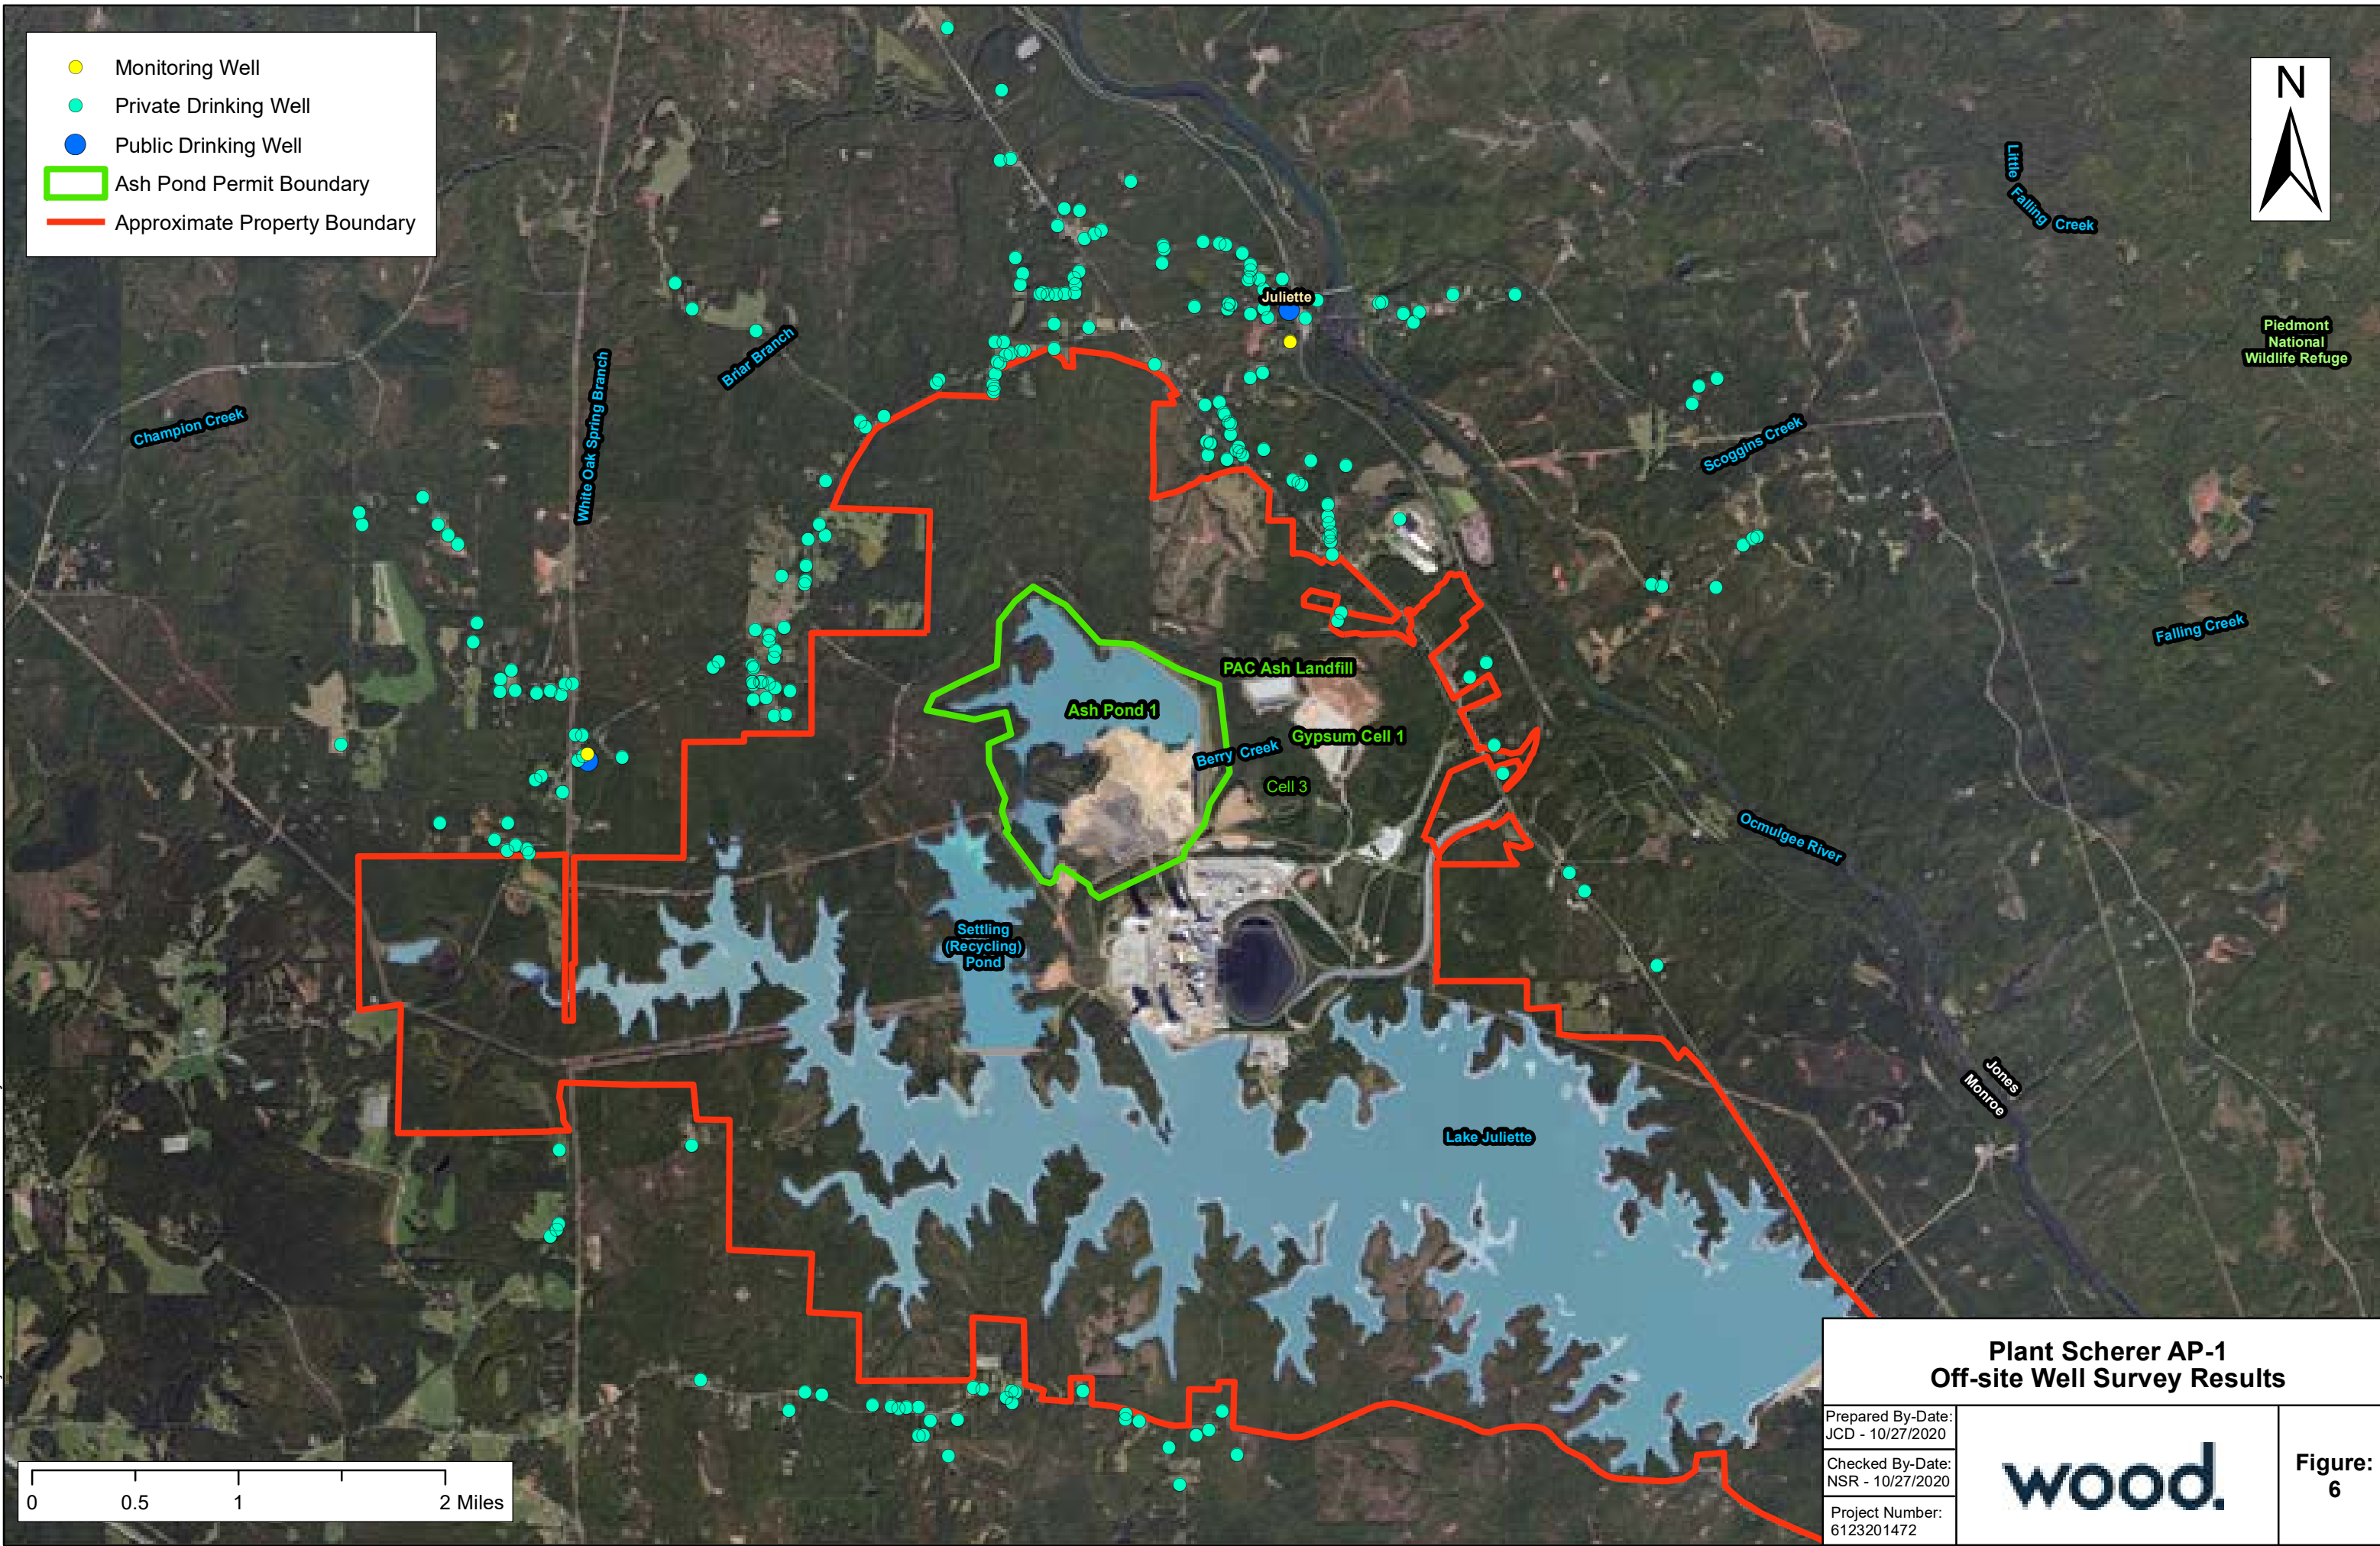 Monitoring Well
Private Drinking Well
Public Drinking Well
Ash Pond Permit Boundary
Approximate Property Boundary
N
Little Falling Creek
Piedmont
National
Wildlife Refuge
Juliette
Briar Branch
White Oak Spring Branch
Champion Creek
Scoggins Creek
Falling Creek
PAC Ash Landfill
Ash Pond 1
Gypsum Cell 1
Berry Creek
Cell 3
Ocmulgee River
Settling
(Recycling)
Pond
Jones
Monroe
Lake Juliette
0 0.5 1 2 Miles
Plant Scherer AP-1
Off-site Well Survey Results
Prepared By-Date:
JCD - 10/27/2020
Checked By-Date:
NSR - 10/27/2020
Project Number:
6123201472
wood.
Figure:
6